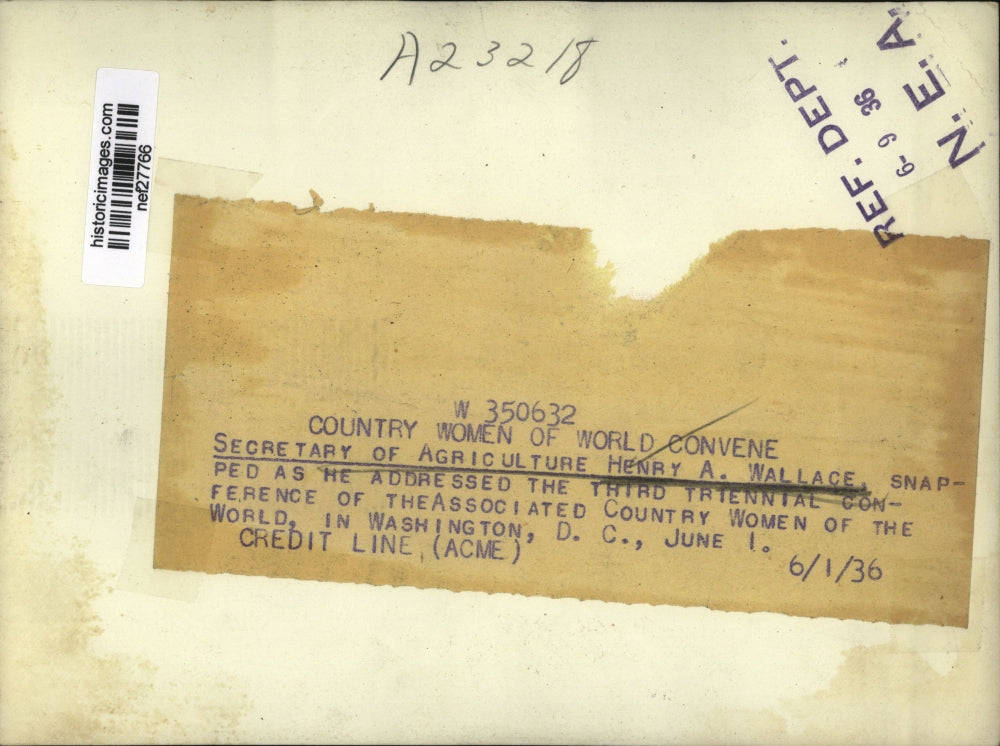 A23218
REF. DEPT.
6-9 36
N. E. A.
historicimages.com
nef27766
W 350632
COUNTRY WOMEN OF WORLD CONVENE
SECRETARY OF AGRICULTURE HENRY A. WALLACE, SNAP-
PED AS HE ADDRESSED THE THIRD TRIENNIAL CON-
FERENCE OF THEASSOCIATED COUNTRY WOMEN OF THE
WORLD, IN WASHINGTON, D. C., JUNE 1.
CREDIT LINE (ACME)
6/1/36